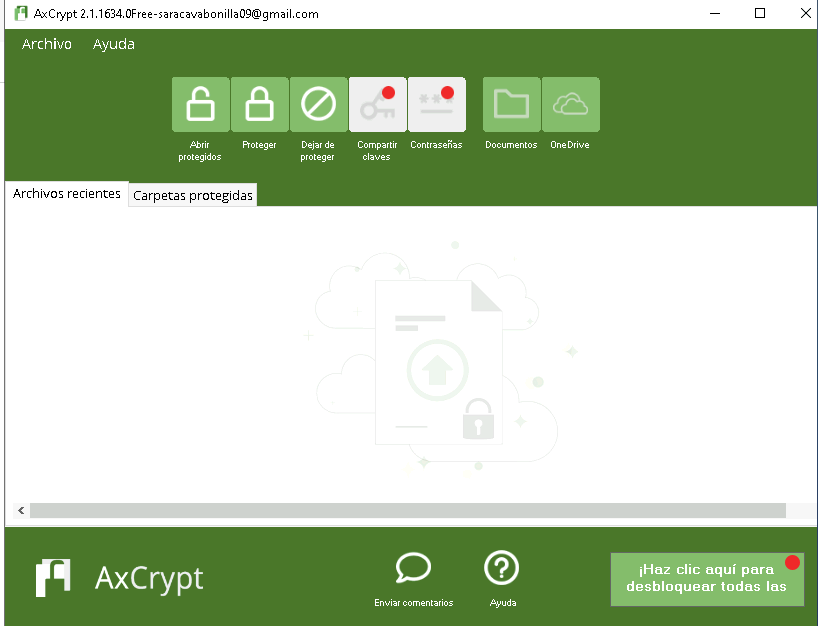 AxCrypt 2.1.1634.0Free-saracavabonilla09@gmail.com
Archivo Ayuda
Abrir protegidos
Proteger
Dejar de proteger
Compartir claves
Contraseñas
Documentos
OneDrive
Archivos recientes Carpetas protegidas
AxCrypt
Enviar comentarios
Ayuda
¡Haz clic aquí para
desbloquear todas las